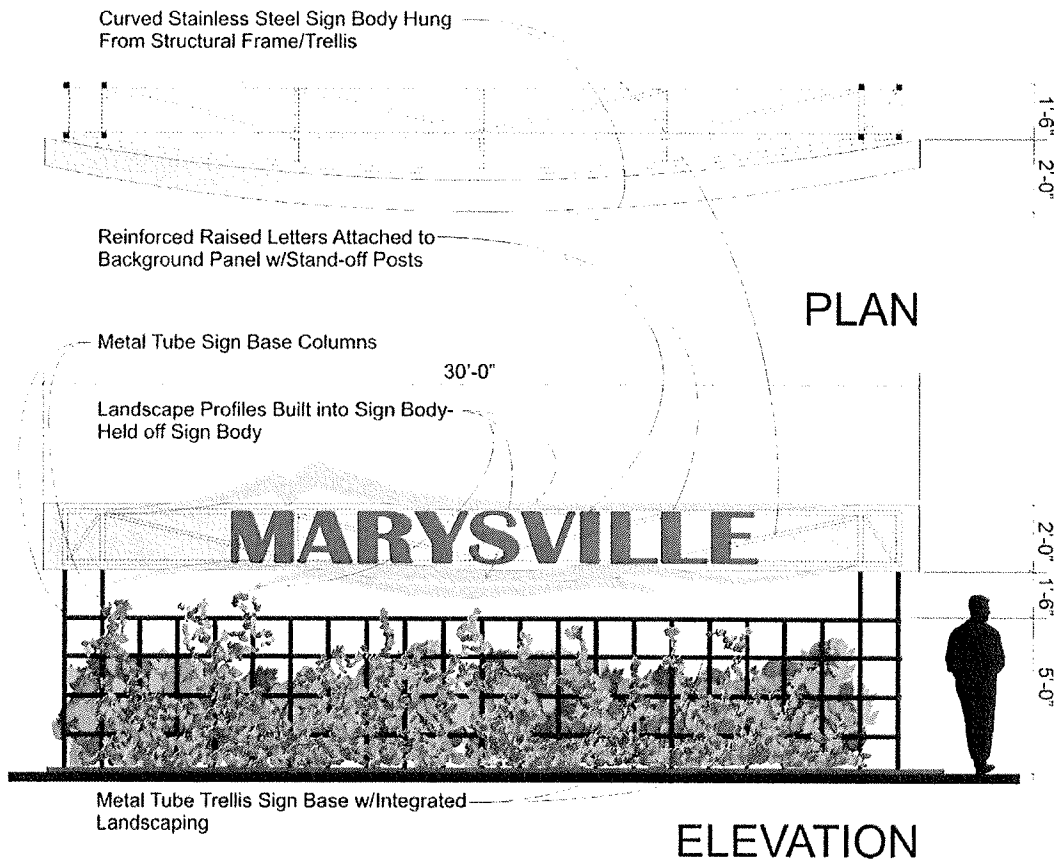 Curved Stainless Steel Sign Body Hung
From Structural Frame/Trellis
1'-6"
2'-0"
Reinforced Raised Letters Attached to
Background Panel w/Stand-off Posts
PLAN
Metal Tube Sign Base Columns
30'-0"
Landscape Profiles Built into Sign Body-
Held off Sign Body
MARYSVILLE
2'-0"
1'-6"
5'-0"
Metal Tube Trellis Sign Base w/Integrated
Landscaping
ELEVATION